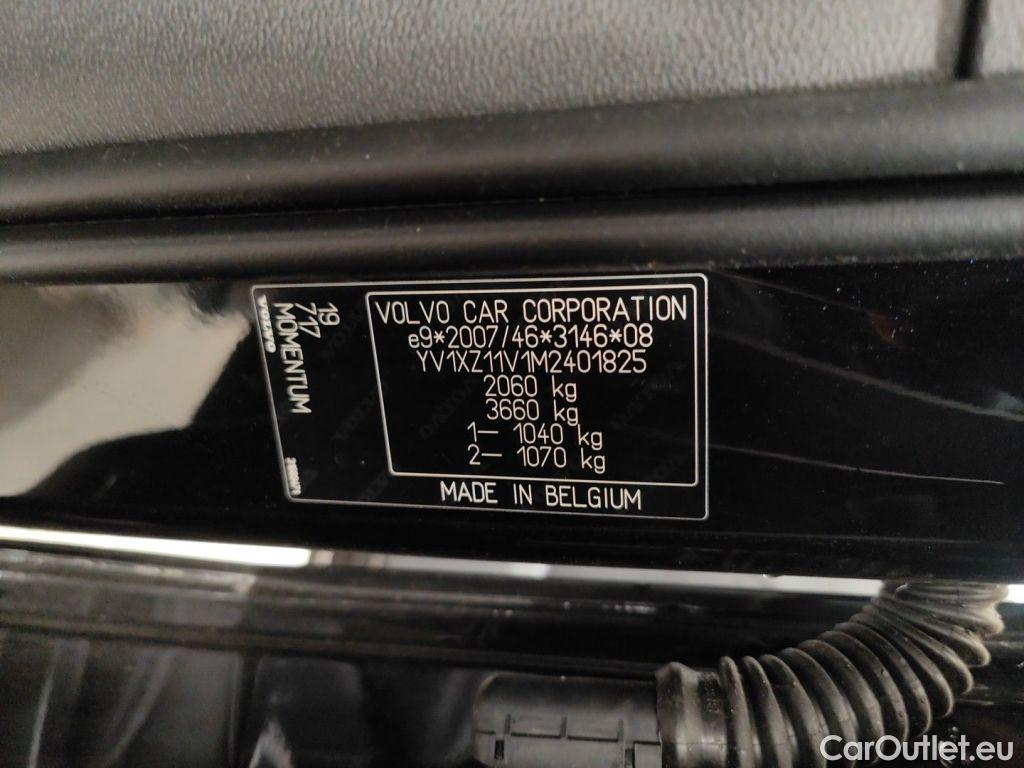 VOLVO CAR CORPORATION
e9*2007/46*3146*08
YV1XZ11V1M2401825
2060 kg
3660 kg
1- 1040 kg
2- 1070 kg
MADE IN BELGIUM
19
717
MOMENTUM
VOLVO
CarOutlet.eu